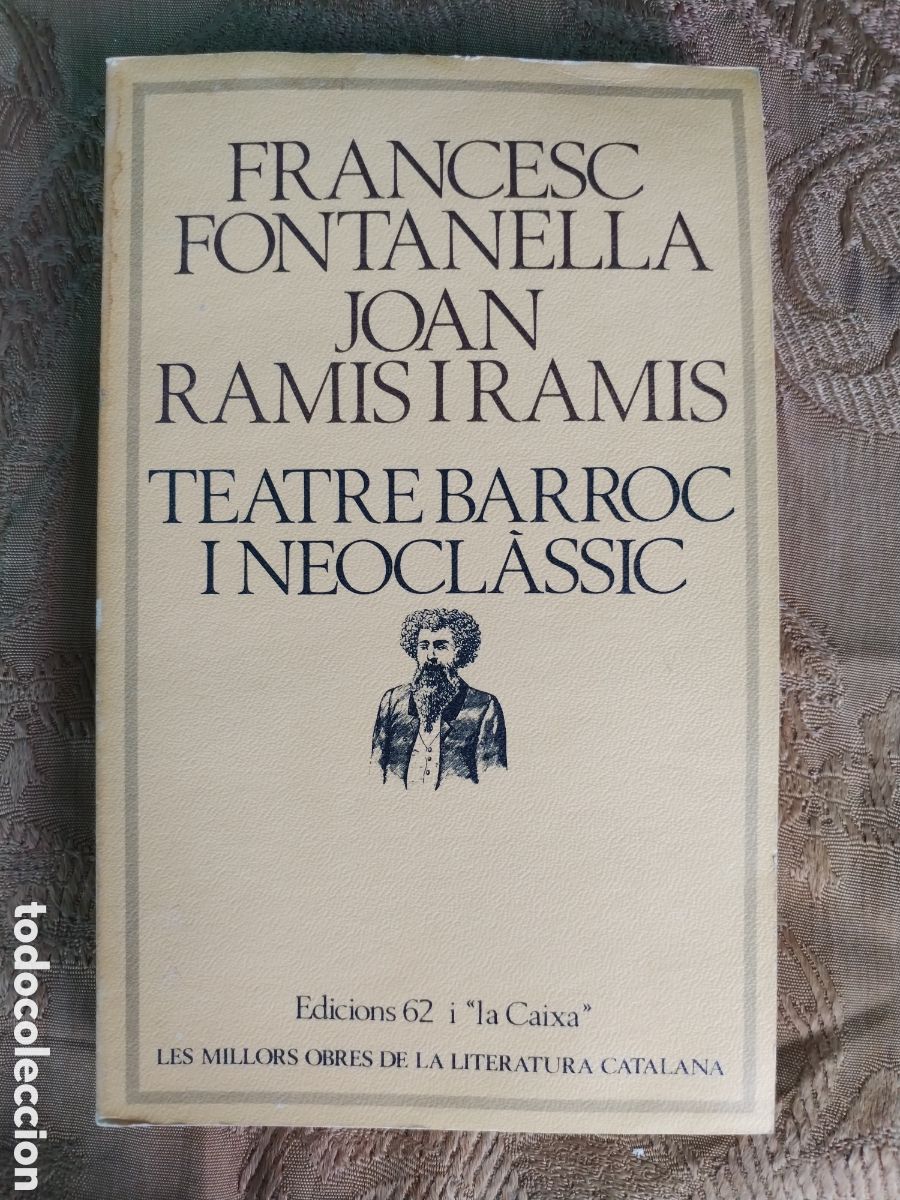 FRANCESC
FONTANELLA
JOAN
RAMIS I RAMIS
TEATRE BARROC
I NEOCLÀSSIC
Edicions 62 i "la Caixa"
LES MILLORS OBRES DE LA LITERATURA CATALANA
todocoleccion